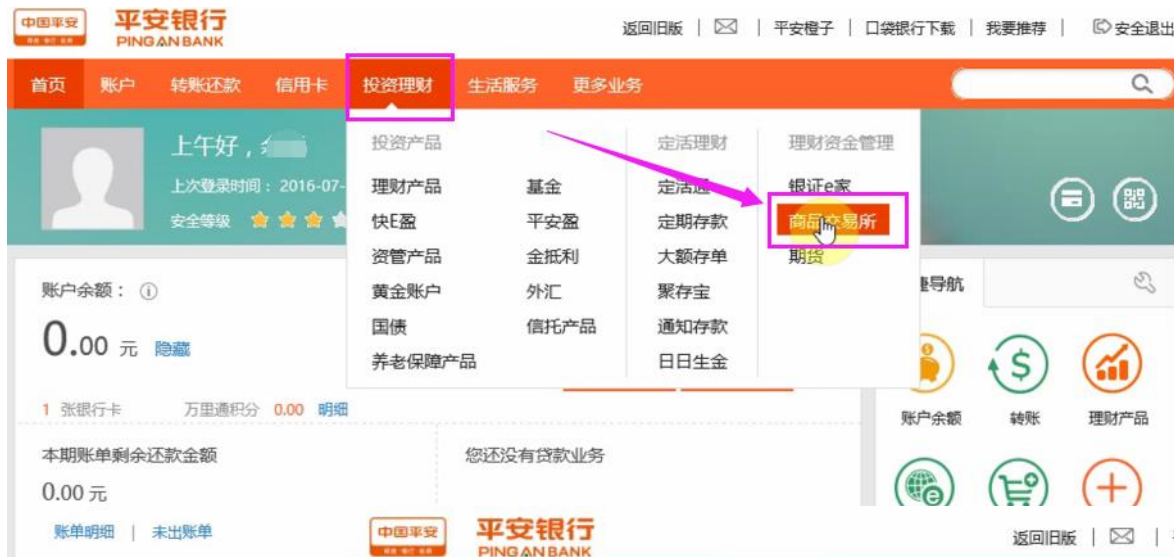 中国平安
平安银行
PING AN BANK
返回旧版 | 平安橙子 | 口袋银行下载 | 我要推荐 | 安全退出
首页 账户 转账还款 信用卡 投资理财 生活服务 更多业务
上午好，
上次登录时间：2016-07-
安全等级
投资产品 定活理财 理财资金管理
理财产品 基金 定活通 银证e家
快E盈 平安盈 定期存款 商品交易所
资管产品 金抵利 大额存单 期货
黄金账户 外汇 聚存宝
国债 信托产品 通知存款
养老保障产品 日日生金
账户余额：
0.00 元 隐藏
1 张银行卡 万里通积分 0.00 明细
捷导航
账户余额 转账 理财产品
本期账单剩余还款金额 您还没有贷款业务
0.00 元
账单明细 | 未出账单
中国平安
平安银行
PING AN BANK
返回旧版 |